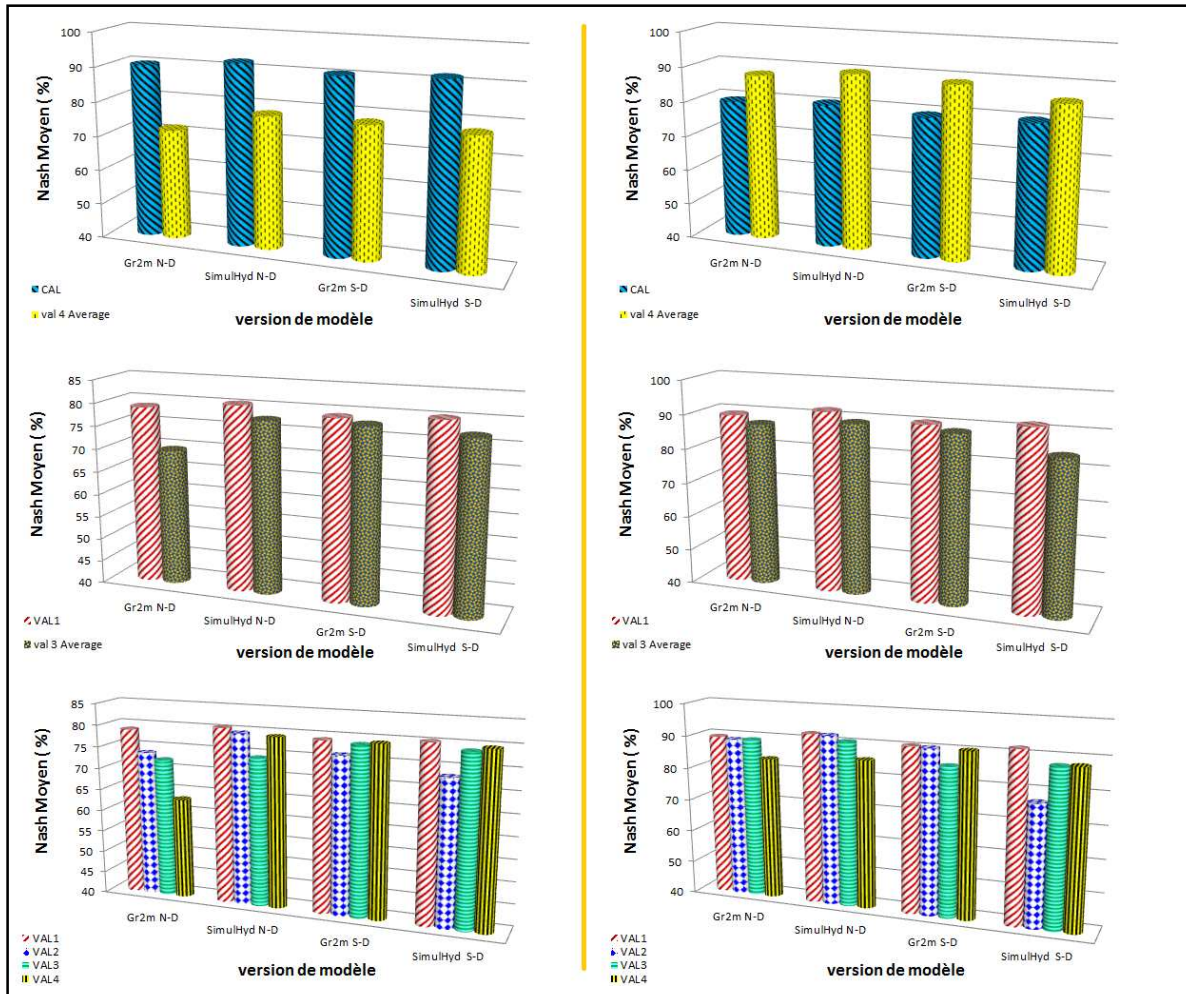 100
90
80
70
60
50
40
Nash Moyen ( %)
Gr2m N-D
SimulHyd N-D
Gr2m S-D
SimulHyd S-D
CAL
val 4 Average
version de modèle
100
90
80
70
60
50
40
Nash Moyen ( %)
Gr2m N-D
SimulHyd N-D
Gr2m S-D
SimulHyd S-D
CAL
val 4 Average
version de modèle
85
80
75
70
65
60
55
50
45
40
Nash Moyen ( %)
Gr2m N-D
SimulHyd N-D
Gr2m S-D
SimulHyd S-D
VAL1
val 3 Average
version de modèle
100
90
80
70
60
50
40
Nash Moyen ( %)
Gr2m N-D
SimulHyd N-D
Gr2m S-D
SimulHyd S-D
VAL1
val 3 Average
version de modèle
85
80
75
70
65
60
55
50
45
40
Nash Moyen ( %)
Gr2m N-D
SimulHyd N-D
Gr2m S-D
SimulHyd S-D
VAL1
VAL2
VAL3
VAL4
version de modèle
100
90
80
70
60
50
40
Nash Moyen ( %)
Gr2m N-D
SimulHyd N-D
Gr2m S-D
SimulHyd S-D
VAL1
VAL2
VAL3
VAL4
version de modèle